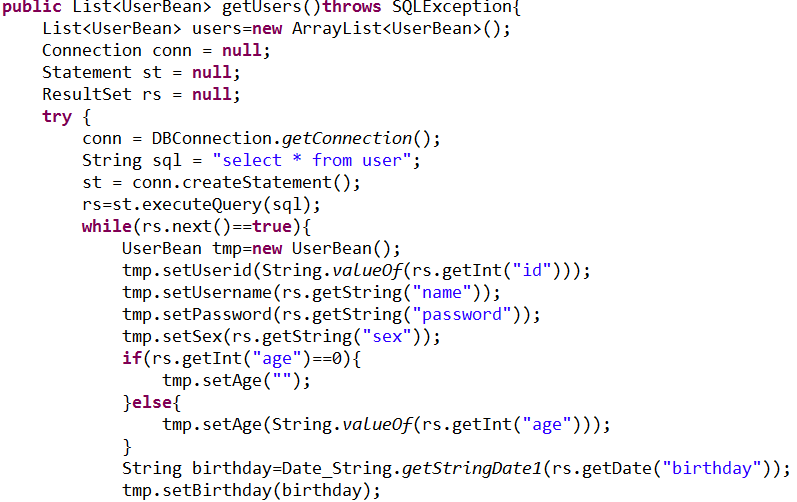 public List<UserBean> getUsers()throws SQLException{
    List<UserBean> users=new ArrayList<UserBean>();
    Connection conn = null;
    Statement st = null;
    ResultSet rs = null;
    try {
        conn = DBConnection.getConnection();
        String sql = "select * from user";
        st = conn.createStatement();
        rs=st.executeQuery(sql);
        while(rs.next()==true){
            UserBean tmp=new UserBean();
            tmp.setUserid(String.valueOf(rs.getInt("id")));
            tmp.setUsername(rs.getString("name"));
            tmp.setPassword(rs.getString("password"));
            tmp.setSex(rs.getString("sex"));
            if(rs.getInt("age")==0){
                tmp.setAge("");
            }else{
                tmp.setAge(String.valueOf(rs.getInt("age")));
            }
            String birthday=Date_String.getStringDate1(rs.getDate("birthday"));
            tmp.setBirthday(birthday);